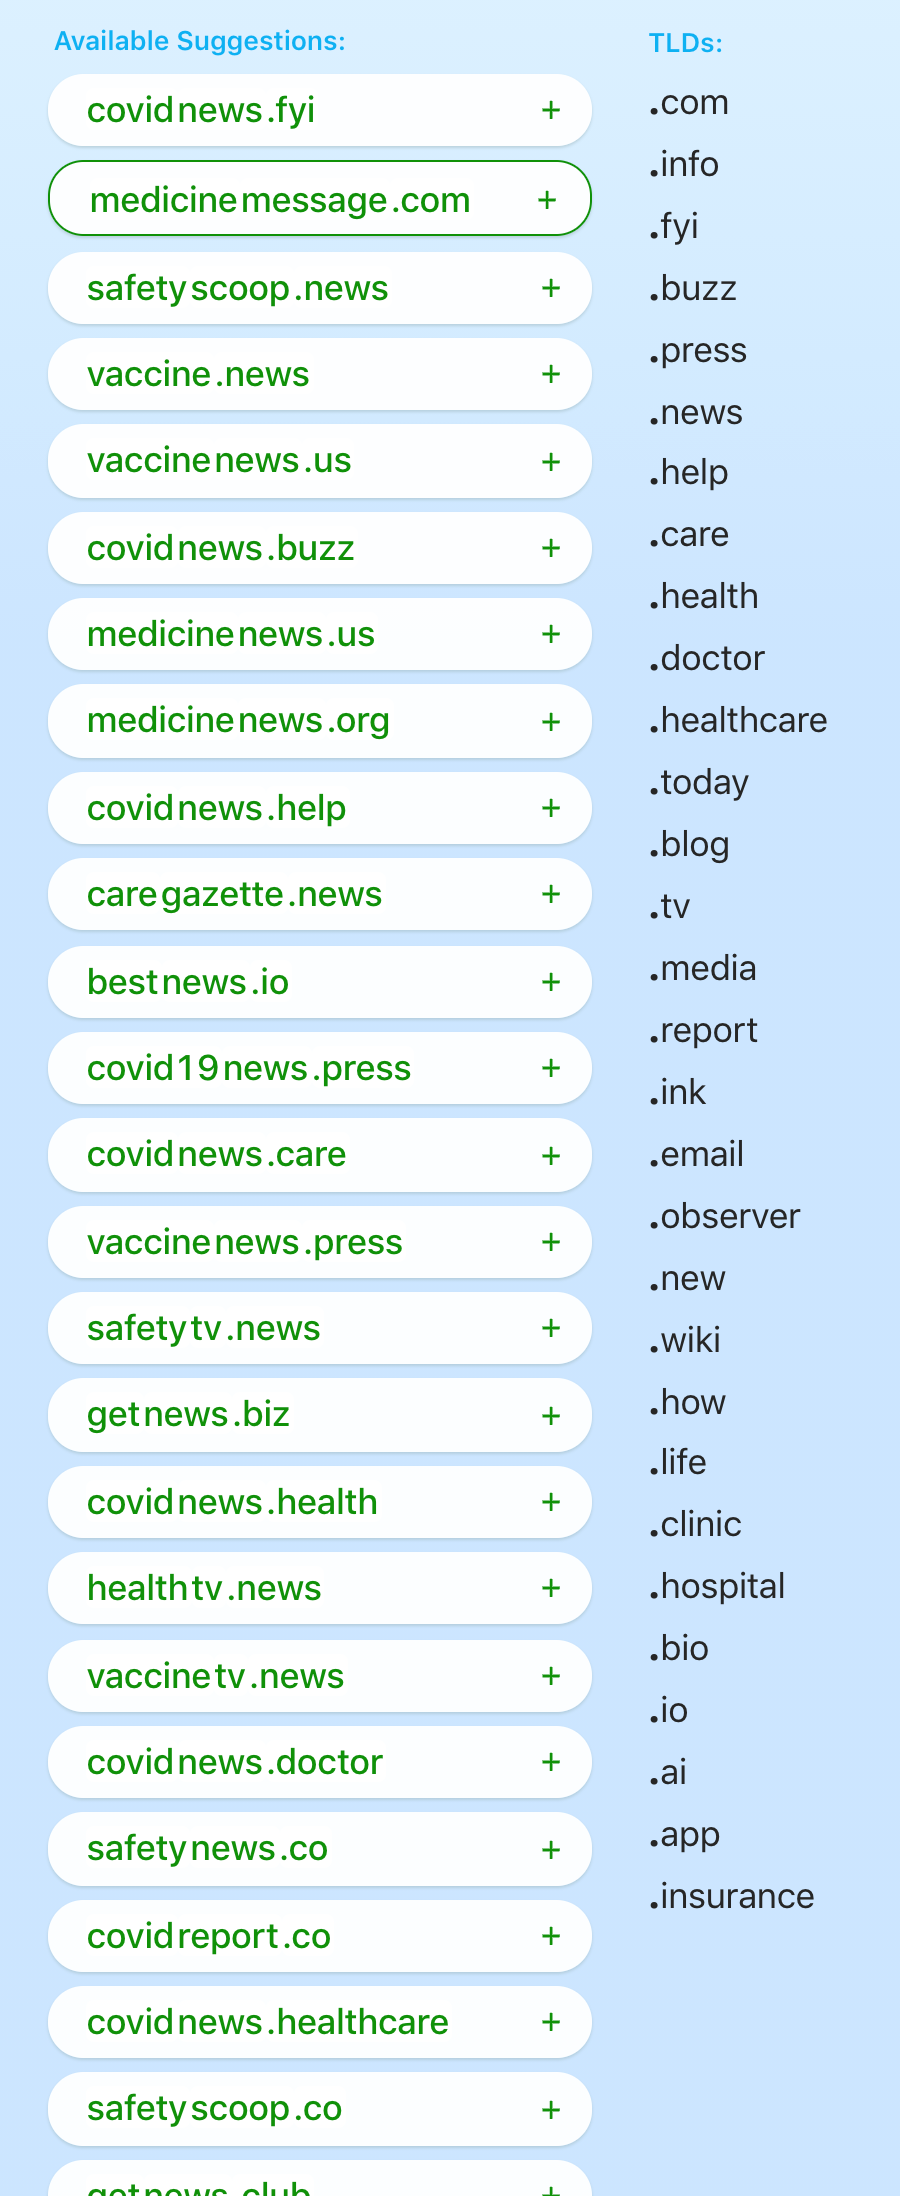 Available Suggestions:
covidnews.fyi +
medicinemessage.com +
safetyscoop.news +
vaccine.news +
vaccinenews.us +
covidnews.buzz +
medicinenews.us +
medicinenews.org +
covidnews.help +
caregazette.news +
bestnews.io +
covid19news.press +
covidnews.care +
vaccinenews.press +
safetytv.news +
getnews.biz +
covidnews.health +
healthtv.news +
vaccinetv.news +
covidnews.doctor +
safetynews.co +
covidreport.co +
covidnews.healthcare +
safetyscoop.co +
getnews.club +
TLDs:
.com
.info
.fyi
.buzz
.press
.news
.help
.care
.health
.doctor
.healthcare
.today
.blog
.tv
.media
.report
.ink
.email
.observer
.new
.wiki
.how
.life
.clinic
.hospital
.bio
.io
.ai
.app
.insurance